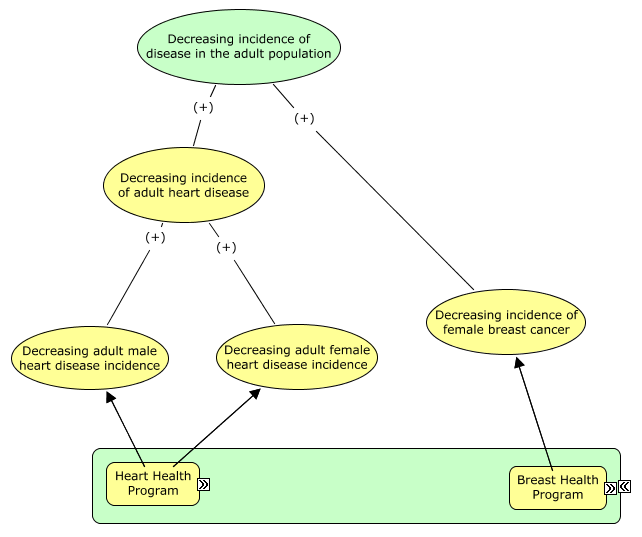 Decreasing incidence of
disease in the adult population
(+)
(+)
Decreasing incidence
of adult heart disease
(+)
(+)
Decreasing incidence of
female breast cancer
Decreasing adult male
heart disease incidence
Decreasing adult female
heart disease incidence
Heart Health
Program
Breast Health
Program